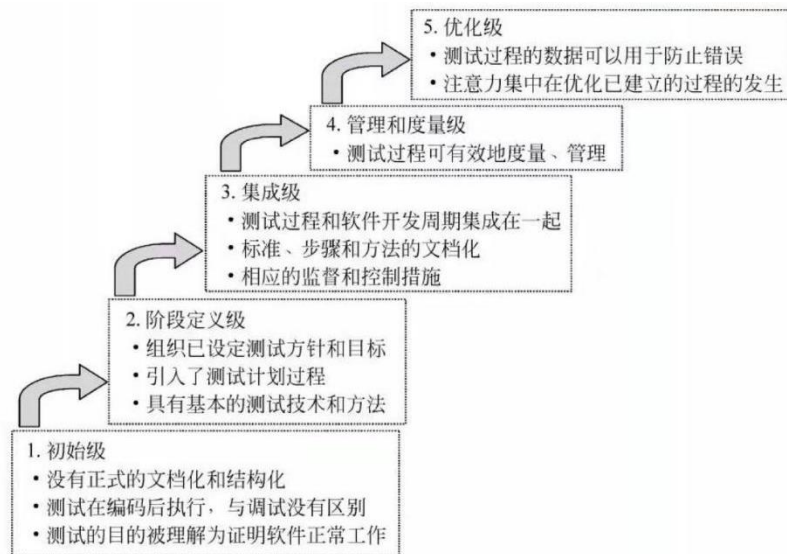 5. 优化级
• 测试过程的数据可以用于防止错误
• 注意力集中在优化已建立的过程的发生
4. 管理和度量级
• 测试过程可有效地度量、管理
3. 集成级
• 测试过程和软件开发周期集成在一起
• 标准、步骤和方法的文档化
• 相应的监督和控制措施
2. 阶段定义级
• 组织已设定测试方针和目标
• 引入了测试计划过程
• 具有基本的测试技术和方法
1. 初始级
• 没有正式的文档化和结构化
• 测试在编码后执行，与调试没有区别
• 测试的目的被理解为证明软件正常工作